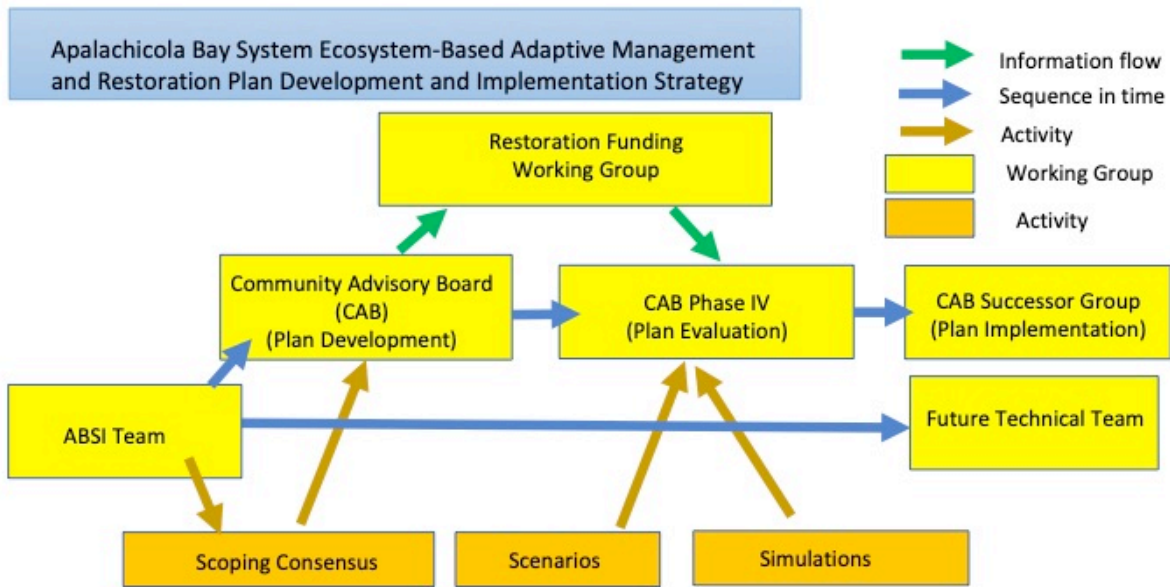 Apalachicola Bay System Ecosystem-Based Adaptive Management
and Restoration Plan Development and Implementation Strategy
Information flow
Sequence in time
Activity
Working Group
Activity
Restoration Funding
Working Group
Community Advisory Board
(CAB)
(Plan Development)
CAB Phase IV
(Plan Evaluation)
CAB Successor Group
(Plan Implementation)
ABSI Team
Future Technical Team
Scoping Consensus
Scenarios
Simulations